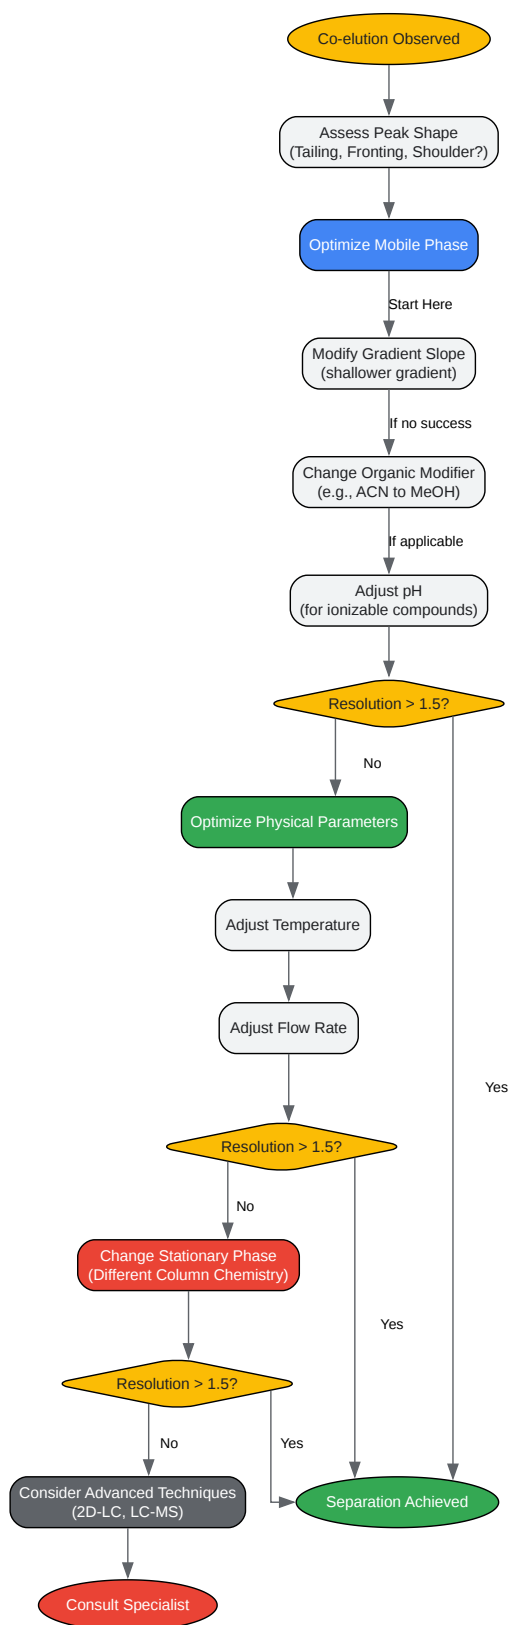 Co-elution Observed
Assess Peak Shape
(Tailing, Fronting, Shoulder?)
Optimize Mobile Phase
Start Here
Modify Gradient Slope
(shallower gradient)
If no success
Change Organic Modifier
(e.g., ACN to MeOH)
If applicable
Adjust pH
(for ionizable compounds)
Resolution > 1.5?
No
Optimize Physical Parameters
Adjust Temperature
Adjust Flow Rate
Yes
Resolution > 1.5?
No
Change Stationary Phase
(Different Column Chemistry)
Yes
Resolution > 1.5?
No
Yes
Consider Advanced Techniques
(2D-LC, LC-MS)
Separation Achieved
Consult Specialist